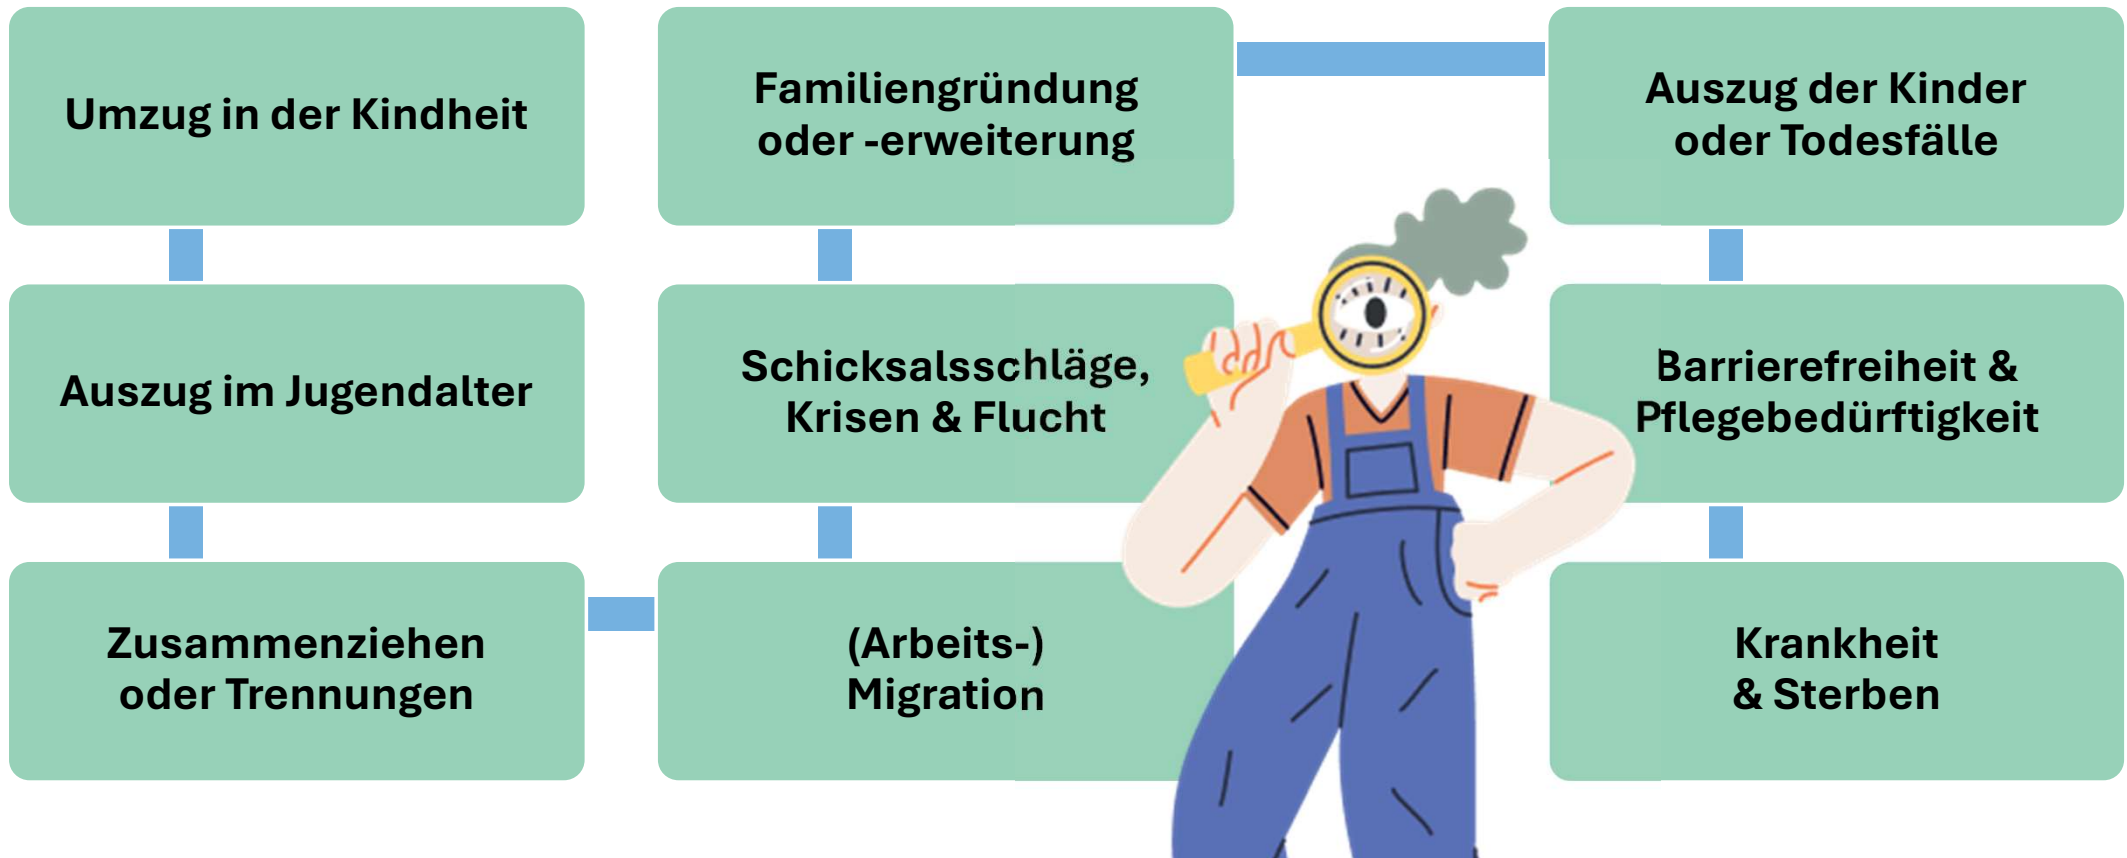 Umzug in der Kindheit
Auszug im Jugendalter
Zusammenziehen
oder Trennungen
(Arbeits-)
Migration
Schicksalsschläge,
Krisen & Flucht
Familiengründung
oder -erweiterung
Auszug der Kinder
oder Todesfälle
Barrierefreiheit &
Pflegebedürftigkeit
Krankheit
& Sterben